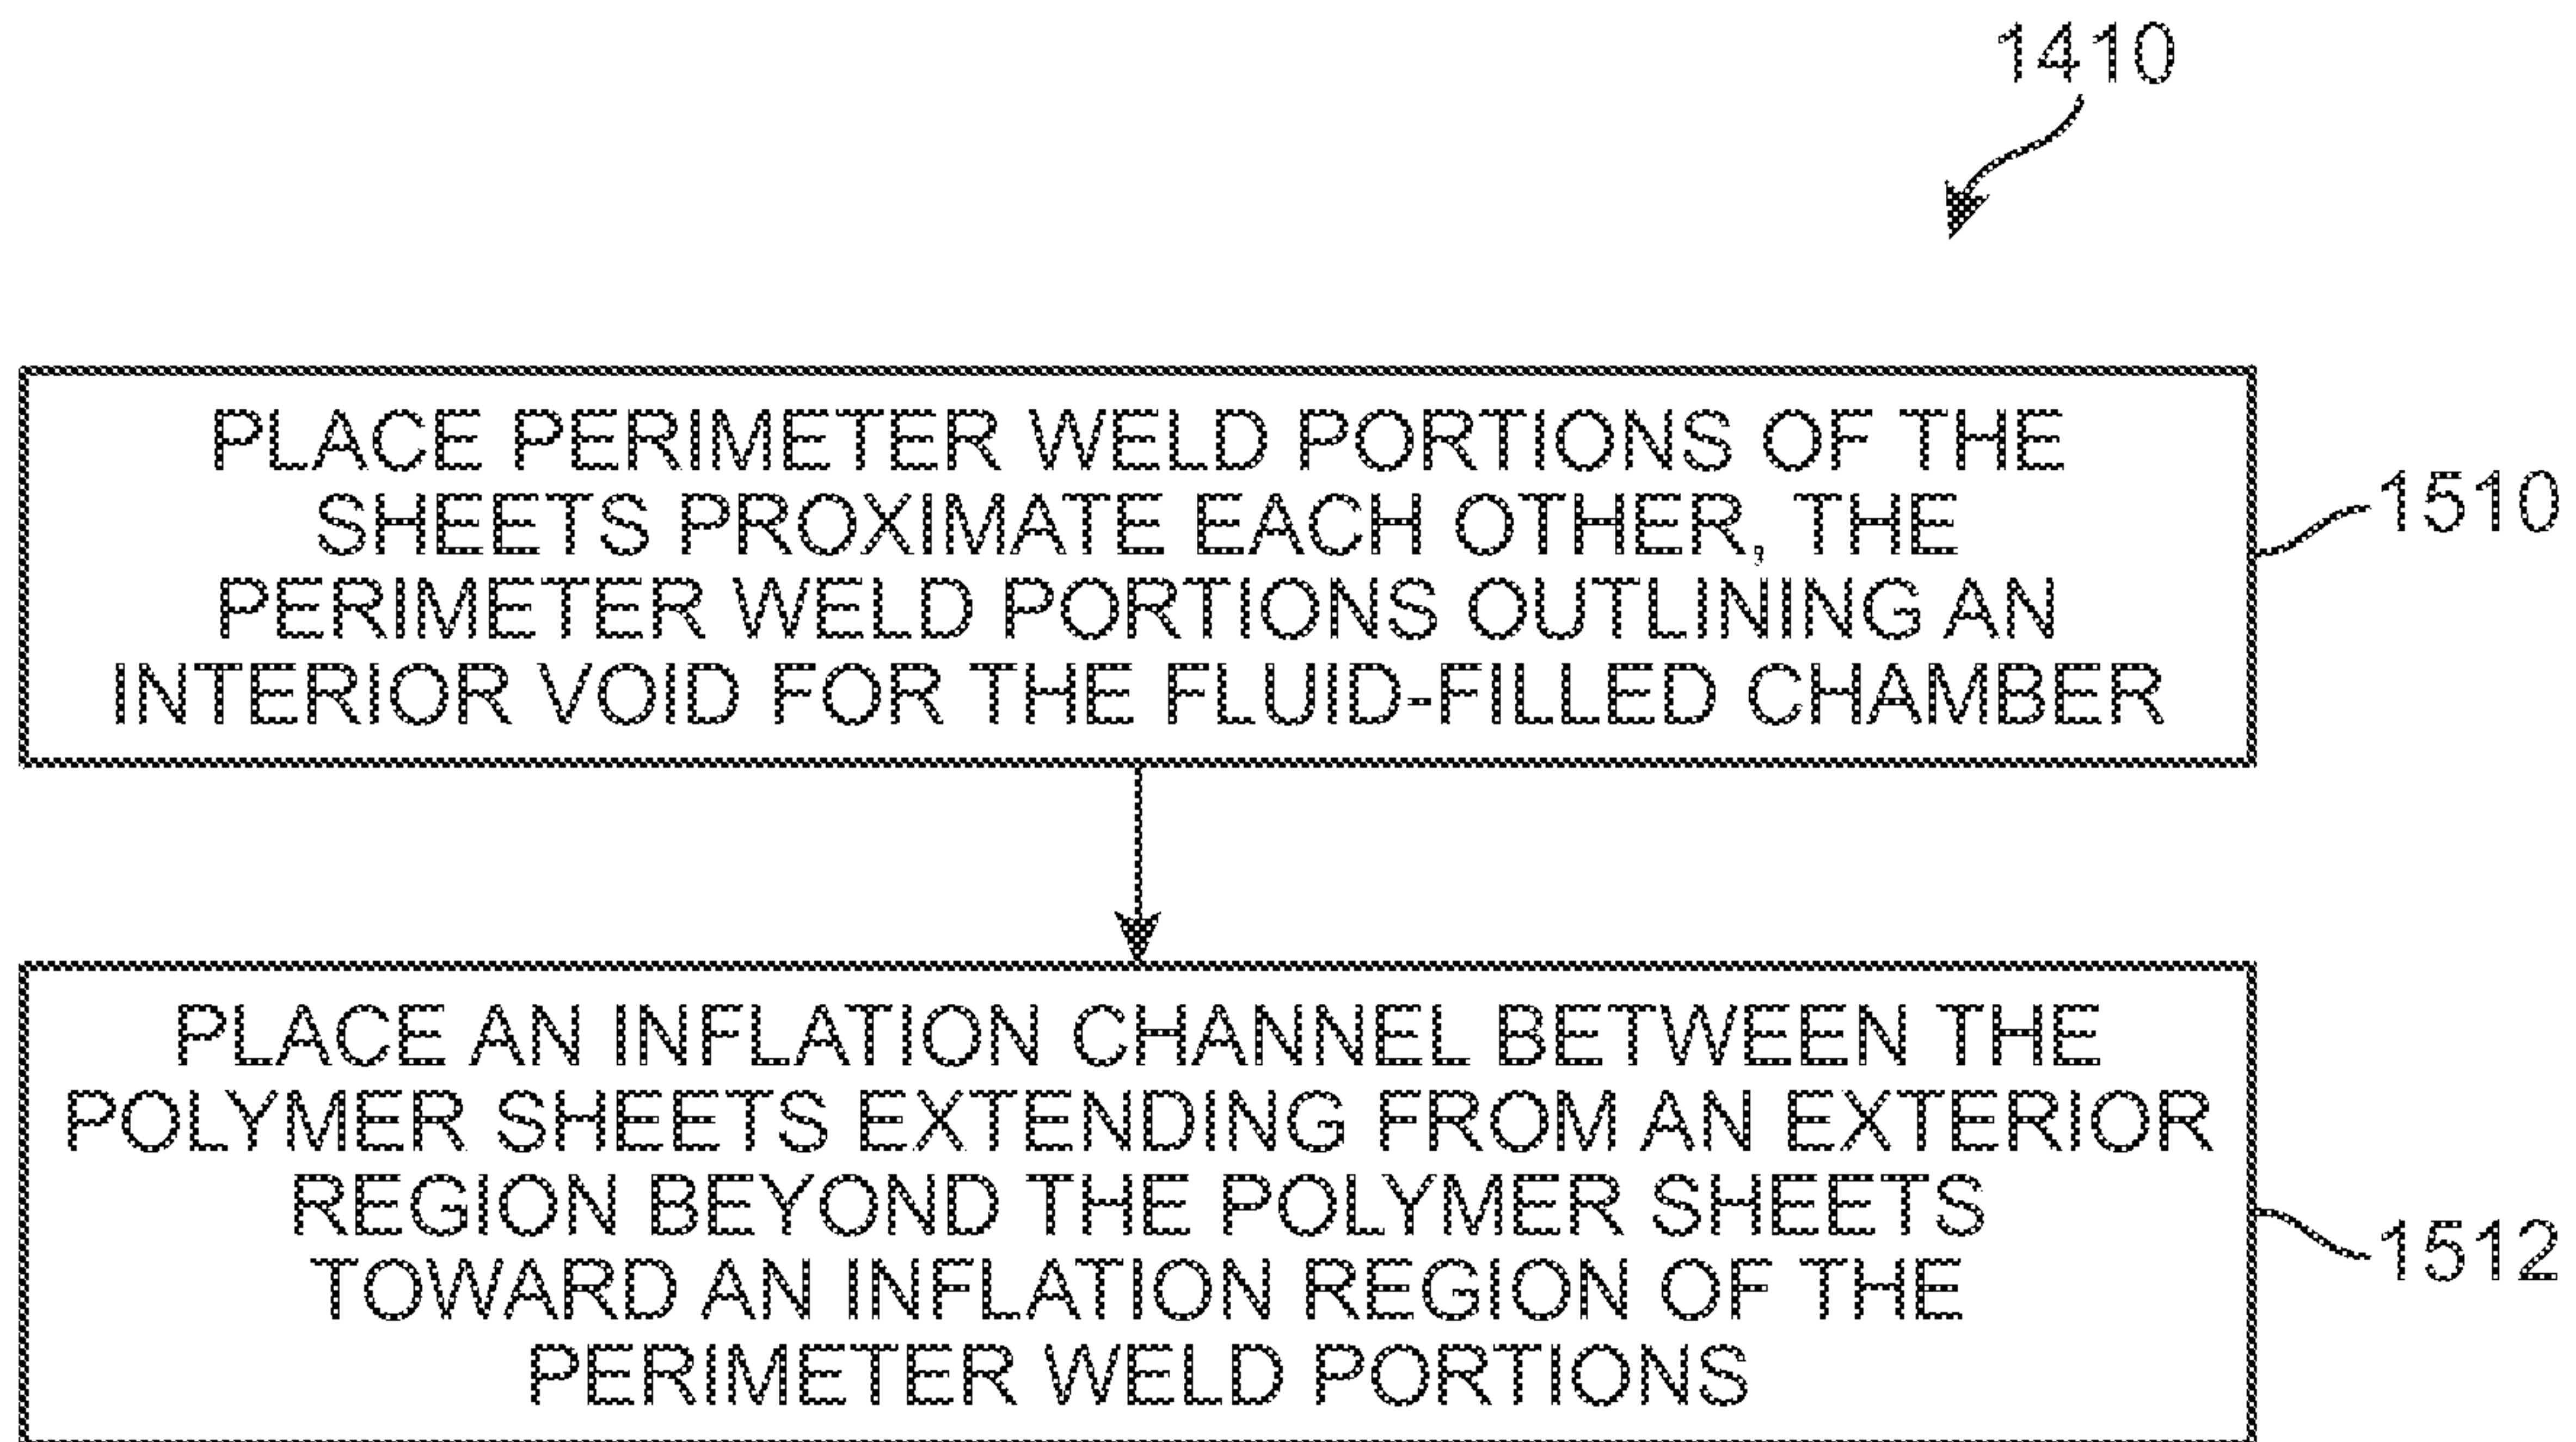 1410
PLACE PERIMETER WELD PORTIONS OF THE
SHEETS PROXIMATE EACH OTHER, THE
PERIMETER WELD PORTIONS OUTLINING AN
INTERIOR VOID FOR THE FLUID-FILLED CHAMBER
1510
PLACE AN INFLATION CHANNEL BETWEEN THE
POLYMER SHEETS EXTENDING FROM AN EXTERIOR
REGION BEYOND THE POLYMER SHEETS
TOWARD AN INFLATION REGION OF THE
PERIMETER WELD PORTIONS
1512